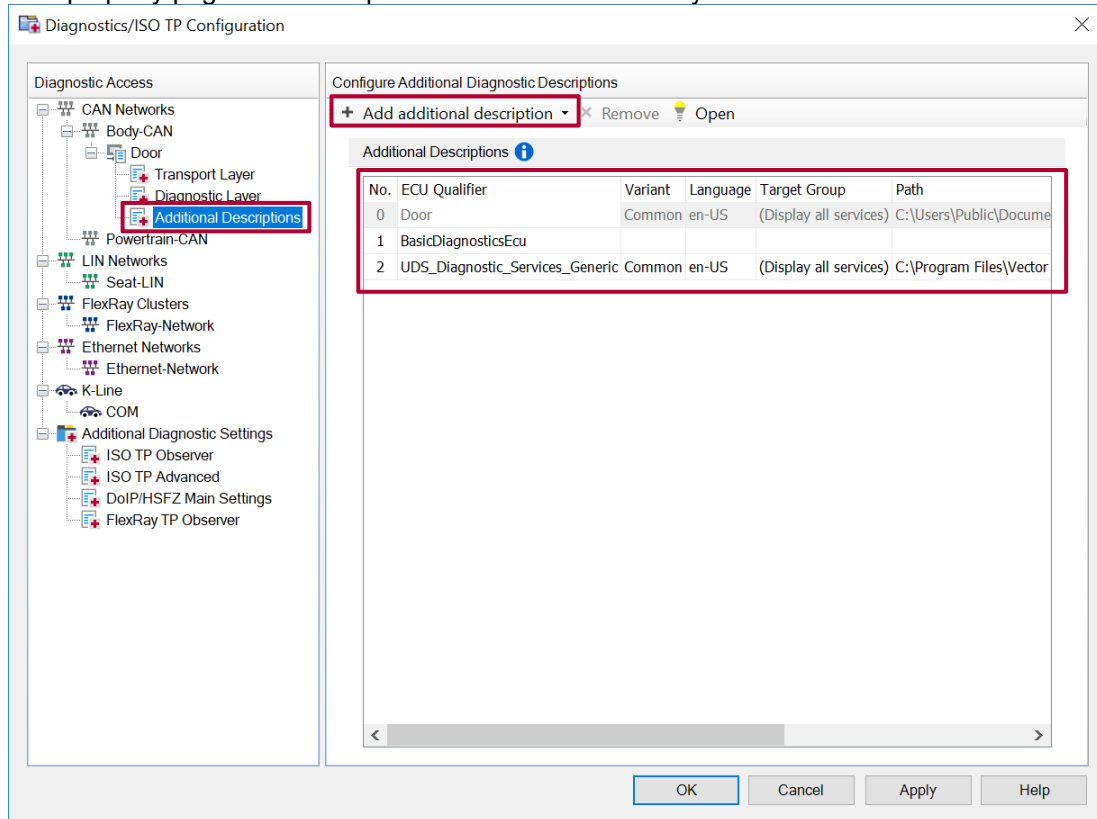 Diagnostics/ISO TP Configuration
Diagnostic Access
CAN Networks
Body-CAN
Door
Transport Layer
Diagnostic Layer
Additional Descriptions
Powertrain-CAN
LIN Networks
Seat-LIN
FlexRay Clusters
FlexRay-Network
Ethernet Networks
Ethernet-Network
K-Line
COM
Additional Diagnostic Settings
ISO TP Observer
ISO TP Advanced
DoIP/HSFZ Main Settings
FlexRay TP Observer
Configure Additional Diagnostic Descriptions
+ Add additional description Remove Open
Additional Descriptions
No. ECU Qualifier Variant Language Target Group Path
0 Door Common en-US (Display all services) C:\Users\Public\Docume
1 BasicDiagnosticsEcu
2 UDS_Diagnostic_Services_Generic Common en-US (Display all services) C:\Program Files\Vector
OK Cancel Apply Help